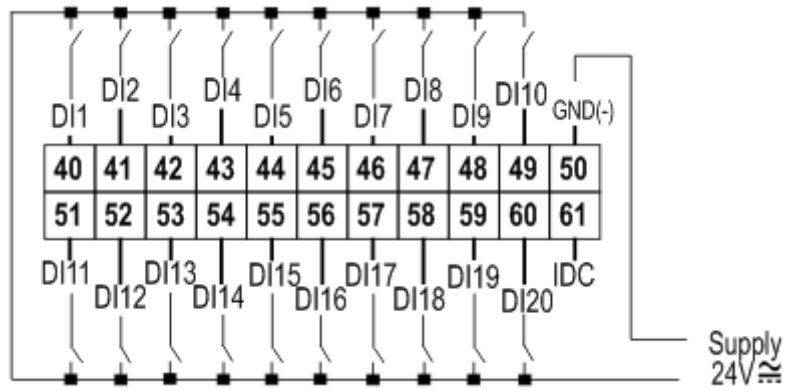 DI1 DI2 DI3 DI4 DI5 DI6 DI7 DI8 DI9 DI10 GND(-)
40 41 42 43 44 45 46 47 48 49 50
51 52 53 54 55 56 57 58 59 60 61
DI11 DI12 DI13 DI14 DI15 DI16 DI17 DI18 DI19 DI20 IDC
Supply
24V